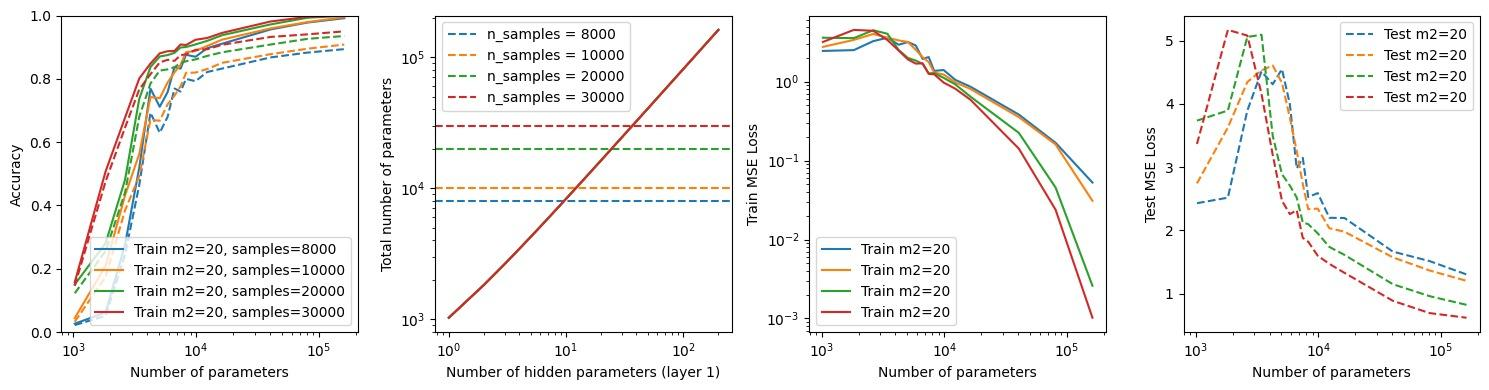 1.0
0.8
0.6
0.4
0.2
0.0
Accuracy
Train m2=20, samples=8000
Train m2=20, samples=10000
Train m2=20, samples=20000
Train m2=20, samples=30000
10³ 10⁴ 10⁵
Number of parameters
10⁵
10⁴
10³
Total number of parameters
n_samples = 8000
n_samples = 10000
n_samples = 20000
n_samples = 30000
10⁰ 10¹ 10²
Number of hidden parameters (layer 1)
10⁰
10⁻¹
10⁻²
10⁻³
Train MSE Loss
Train m2=20
Train m2=20
Train m2=20
Train m2=20
10³ 10⁴ 10⁵
Number of parameters
5
4
3
2
1
Test MSE Loss
Test m2=20
Test m2=20
Test m2=20
Test m2=20
10³ 10⁴ 10⁵
Number of parameters